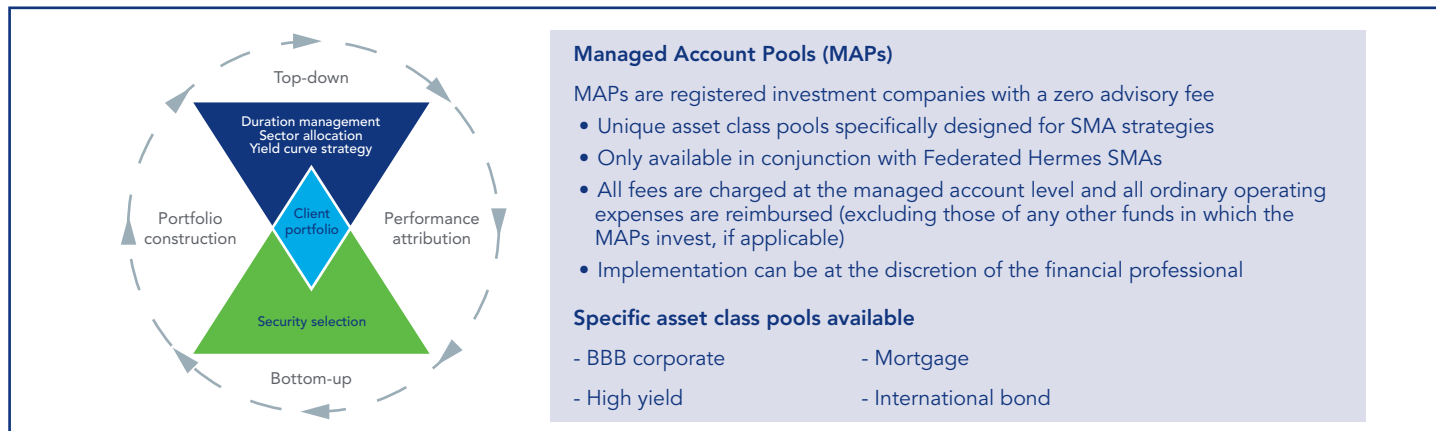 Top-down
Duration management
Sector allocation
Yield curve strategy
Portfolio
construction
Client
portfolio
Performance
attribution
Security selection
Bottom-up
Managed Account Pools (MAPs)
MAPs are registered investment companies with a zero advisory fee
• Unique asset class pools specifically designed for SMA strategies
• Only available in conjunction with Federated Hermes SMAs
• All fees are charged at the managed account level and all ordinary operating
expenses are reimbursed (excluding those of any other funds in which the
MAPs invest, if applicable)
• Implementation can be at the discretion of the financial professional
Specific asset class pools available
- BBB corporate - Mortgage
- High yield - International bond